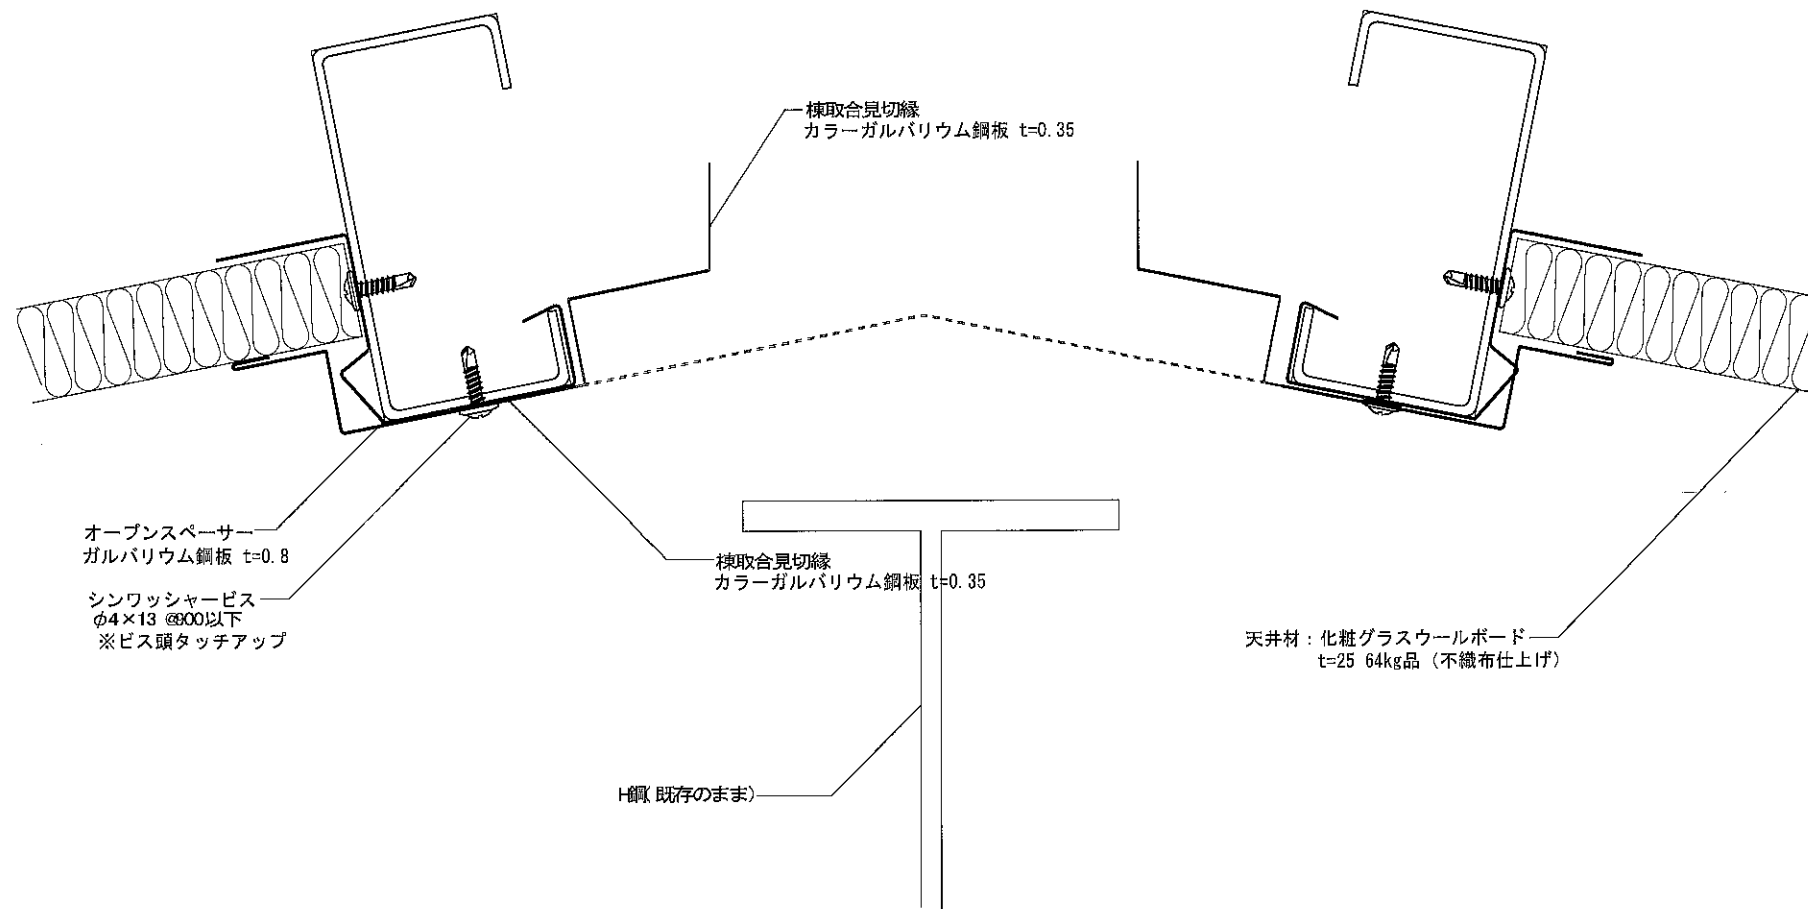 棟取合見切縁
カラーガルバリウム鋼板 t=0.35
オープンスペーサー
ガルバリウム鋼板 t=0.8
シンワッシャービス
φ4×13 @900以下
※ビス頭タッチアップ
棟取合見切縁
カラーガルバリウム鋼板 t=0.35
天井材：化粧グラスウールボード
t=25 64kg品（不織布仕上げ）
H鋼（既存のまま）